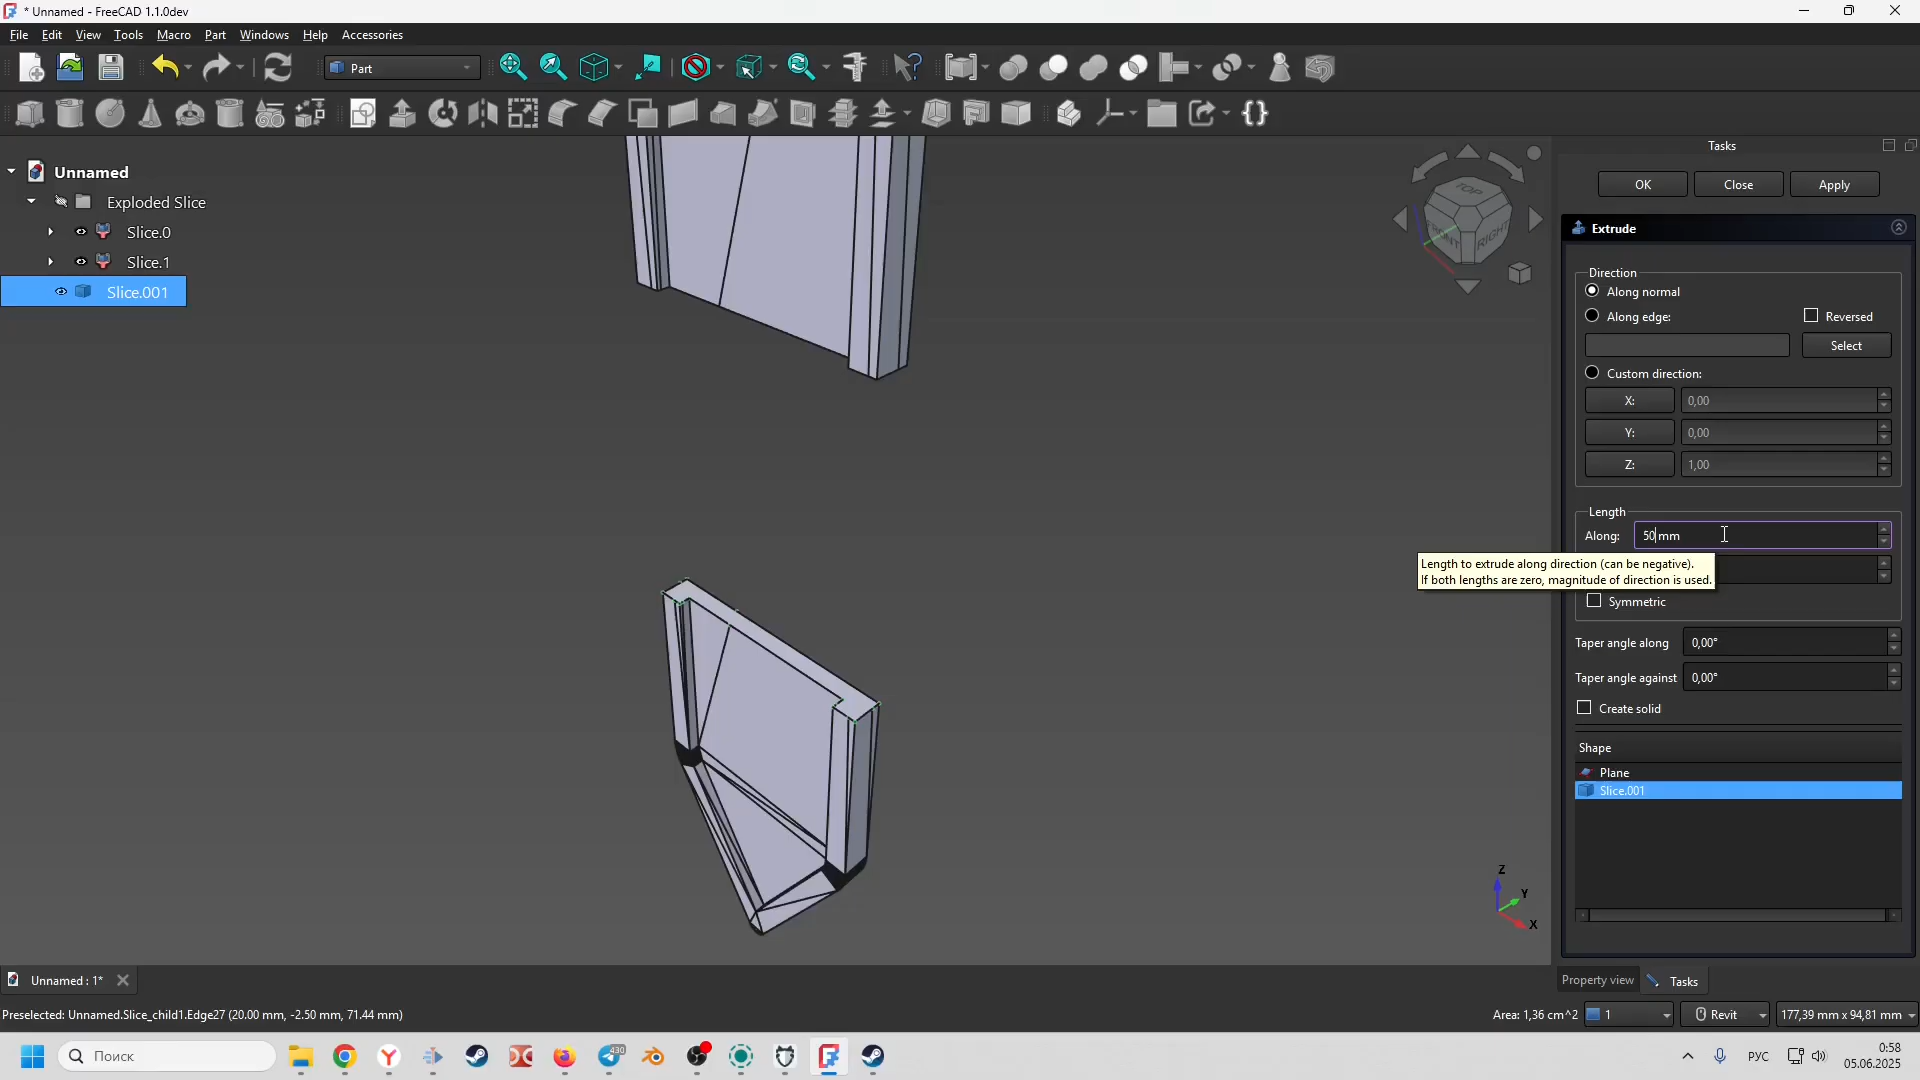 * Unnamed - FreeCAD 1.1.0dev
File Edit View Tools Macro Part Windows Help Accessories
Part
Unnamed
Exploded Slice
Slice.0
Slice.1
Slice.001
TOP
FRONT
RIGHT
Tasks
OK Close Apply
Extrude
Direction
Along normal
Along edge:
Reversed
Select
Custom direction:
X: 0,00
Y: 0,00
Z: 1,00
Length
Along: 50 mm
Length to extrude along direction (can be negative).
If both lengths are zero, magnitude of direction is used.
Symmetric
Taper angle along 0,00°
Taper angle against 0,00°
Create solid
Shape
Plane
Slice.001
Z
Y
X
Unnamed : 1*
Property view Tasks
Preselected: Unnamed.Slice_child1.Edge27 (20.00 mm, -2.50 mm, 71.44 mm)
Area: 1,36 cm^2 1 Revit 177,39 mm x 94,81 mm
Поиск
430
РУС
0:58
05.06.2025